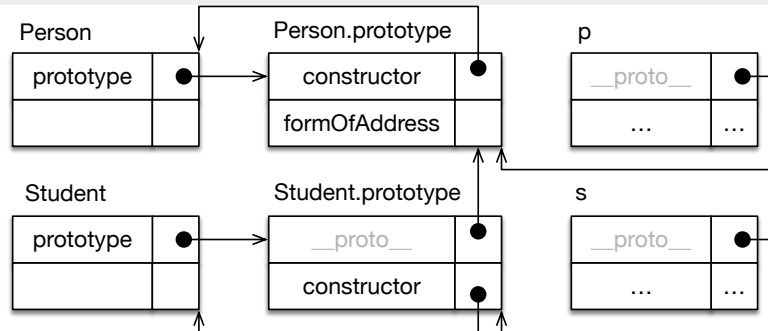 Person Person.prototype p
prototype constructor __proto__
formOfAddress ... ...
Student Student.prototype s
prototype __proto__ __proto__
constructor ... ...